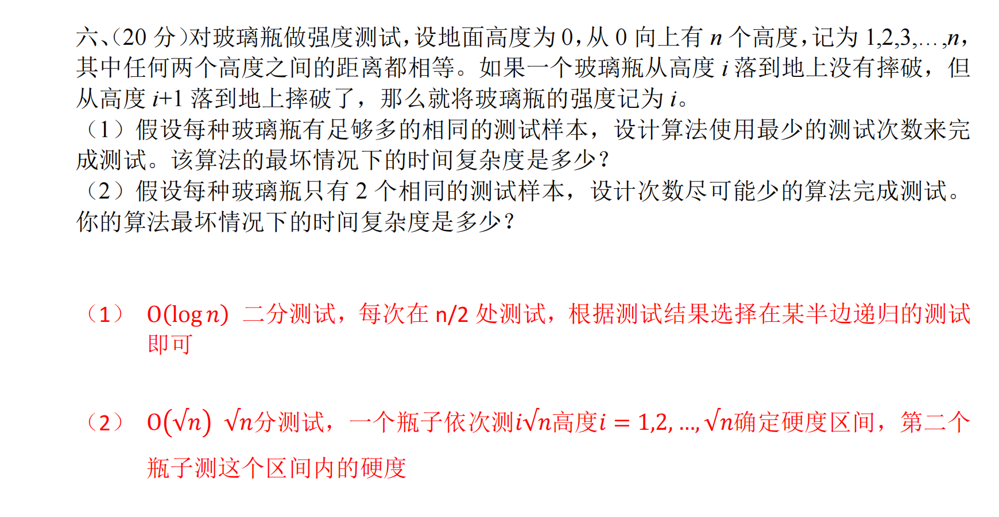 六、（20 分）对玻璃瓶做强度测试，设地面高度为 0，从 0 向上有 n 个高度，记为 1,2,3,…,n，
其中任何两个高度之间的距离都相等。如果一个玻璃瓶从高度 i 落到地上没有摔破，但
从高度 i+1 落到地上摔破了，那么就将玻璃瓶的强度记为 i。
（1）假设每种玻璃瓶有足够多的相同的测试样本，设计算法使用最少的测试次数来完
成测试。该算法的最坏情况下的时间复杂度是多少？
（2）假设每种玻璃瓶只有 2 个相同的测试样本，设计次数尽可能少的算法完成测试。
你的算法最坏情况下的时间复杂度是多少？
（1） O(log n) 二分测试，每次在 n/2 处测试，根据测试结果选择在某半边递归的测试
即可
（2） O(√n) √n分测试，一个瓶子依次测i√n高度i = 1,2, …, √n确定硬度区间，第二个
瓶子测这个区间内的硬度